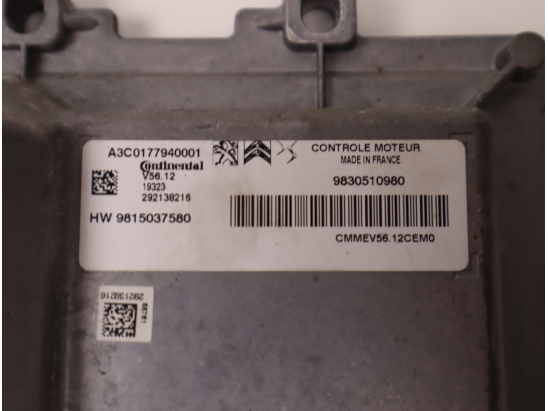 A3C0177940001
Continental
V56.12
19323
292138216
HW 9815037580
CONTROLE MOTEUR
MADE IN FRANCE
9830510980
CMMEV56.12CEM0
292138216